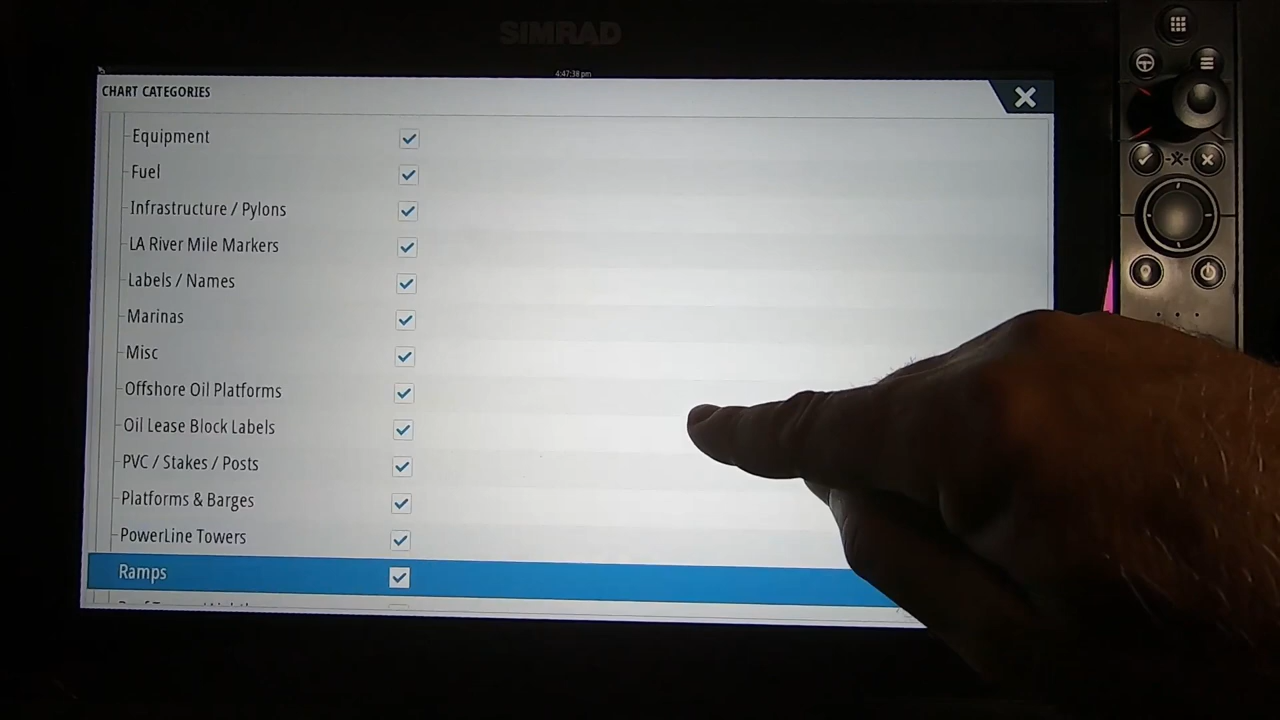 SIMRAD
4:47:38 pm
CHART CATEGORIES
Equipment
Fuel
Infrastructure / Pylons
LA River Mile Markers
Labels / Names
Marinas
Misc
Offshore Oil Platforms
Oil Lease Block Labels
PVC / Stakes / Posts
Platforms & Barges
PowerLine Towers
Ramps